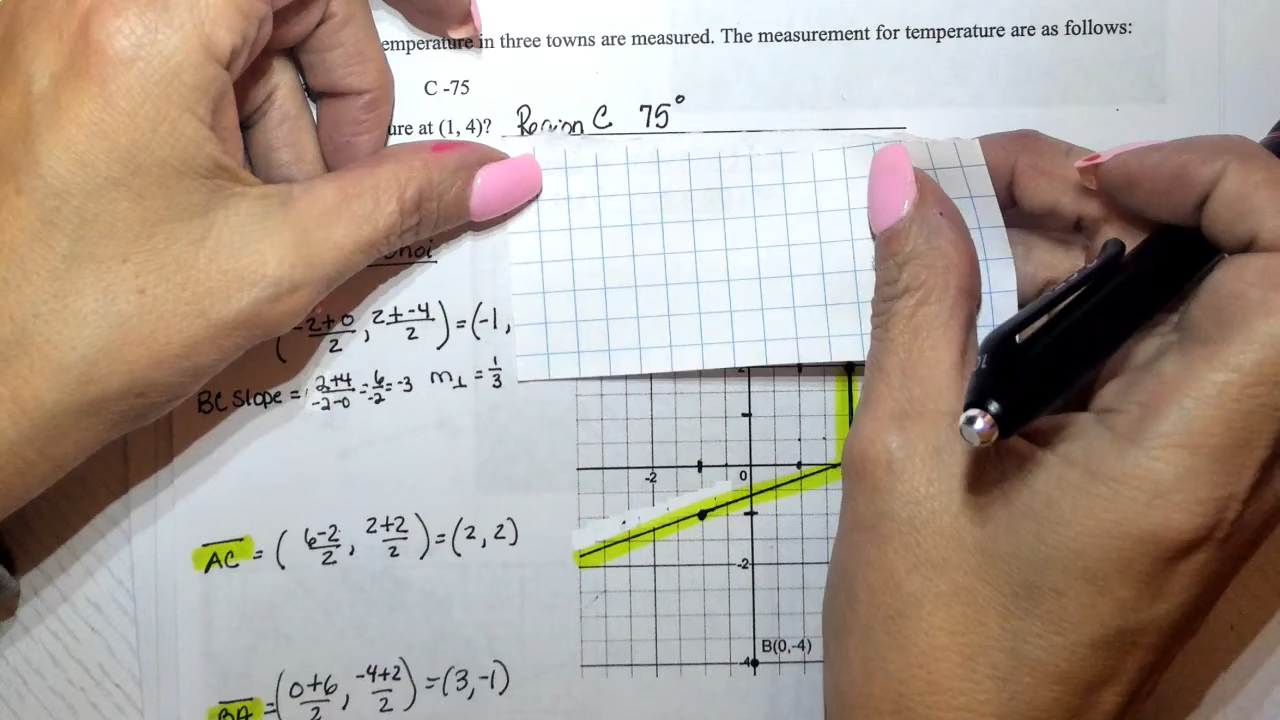 emperature in three towns are measured. The measurement for temperature are as follows:
C -75
ure at (1, 4)? Region C 75°
noi
(-2+0/2, 2+-4/2) = (-1,
BC Slope = 2+4/-2-0 = 6/-2 = -3 m⊥ = 1/3
-2 0
AC = (6-2/2, 2+2/2) = (2, 2)
-2
B(0,-4)
-4
BA = (0+6/2, -4+2/2) = (3,-1)